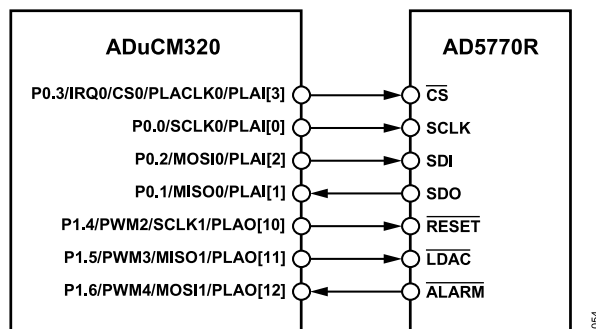 ADuCM320 AD5770R
P0.3/IRQ0/CS0/PLACLK0/PLAI[3] CS
P0.0/SCLK0/PLAI[0] SCLK
P0.2/MOSI0/PLAI[2] SDI
P0.1/MISO0/PLAI[1] SDO
P1.4/PWM2/SCLK1/PLAO[10] RESET
P1.5/PWM3/MISO1/PLAO[11] LDAC
P1.6/PWM4/MOSI1/PLAO[12] ALARM